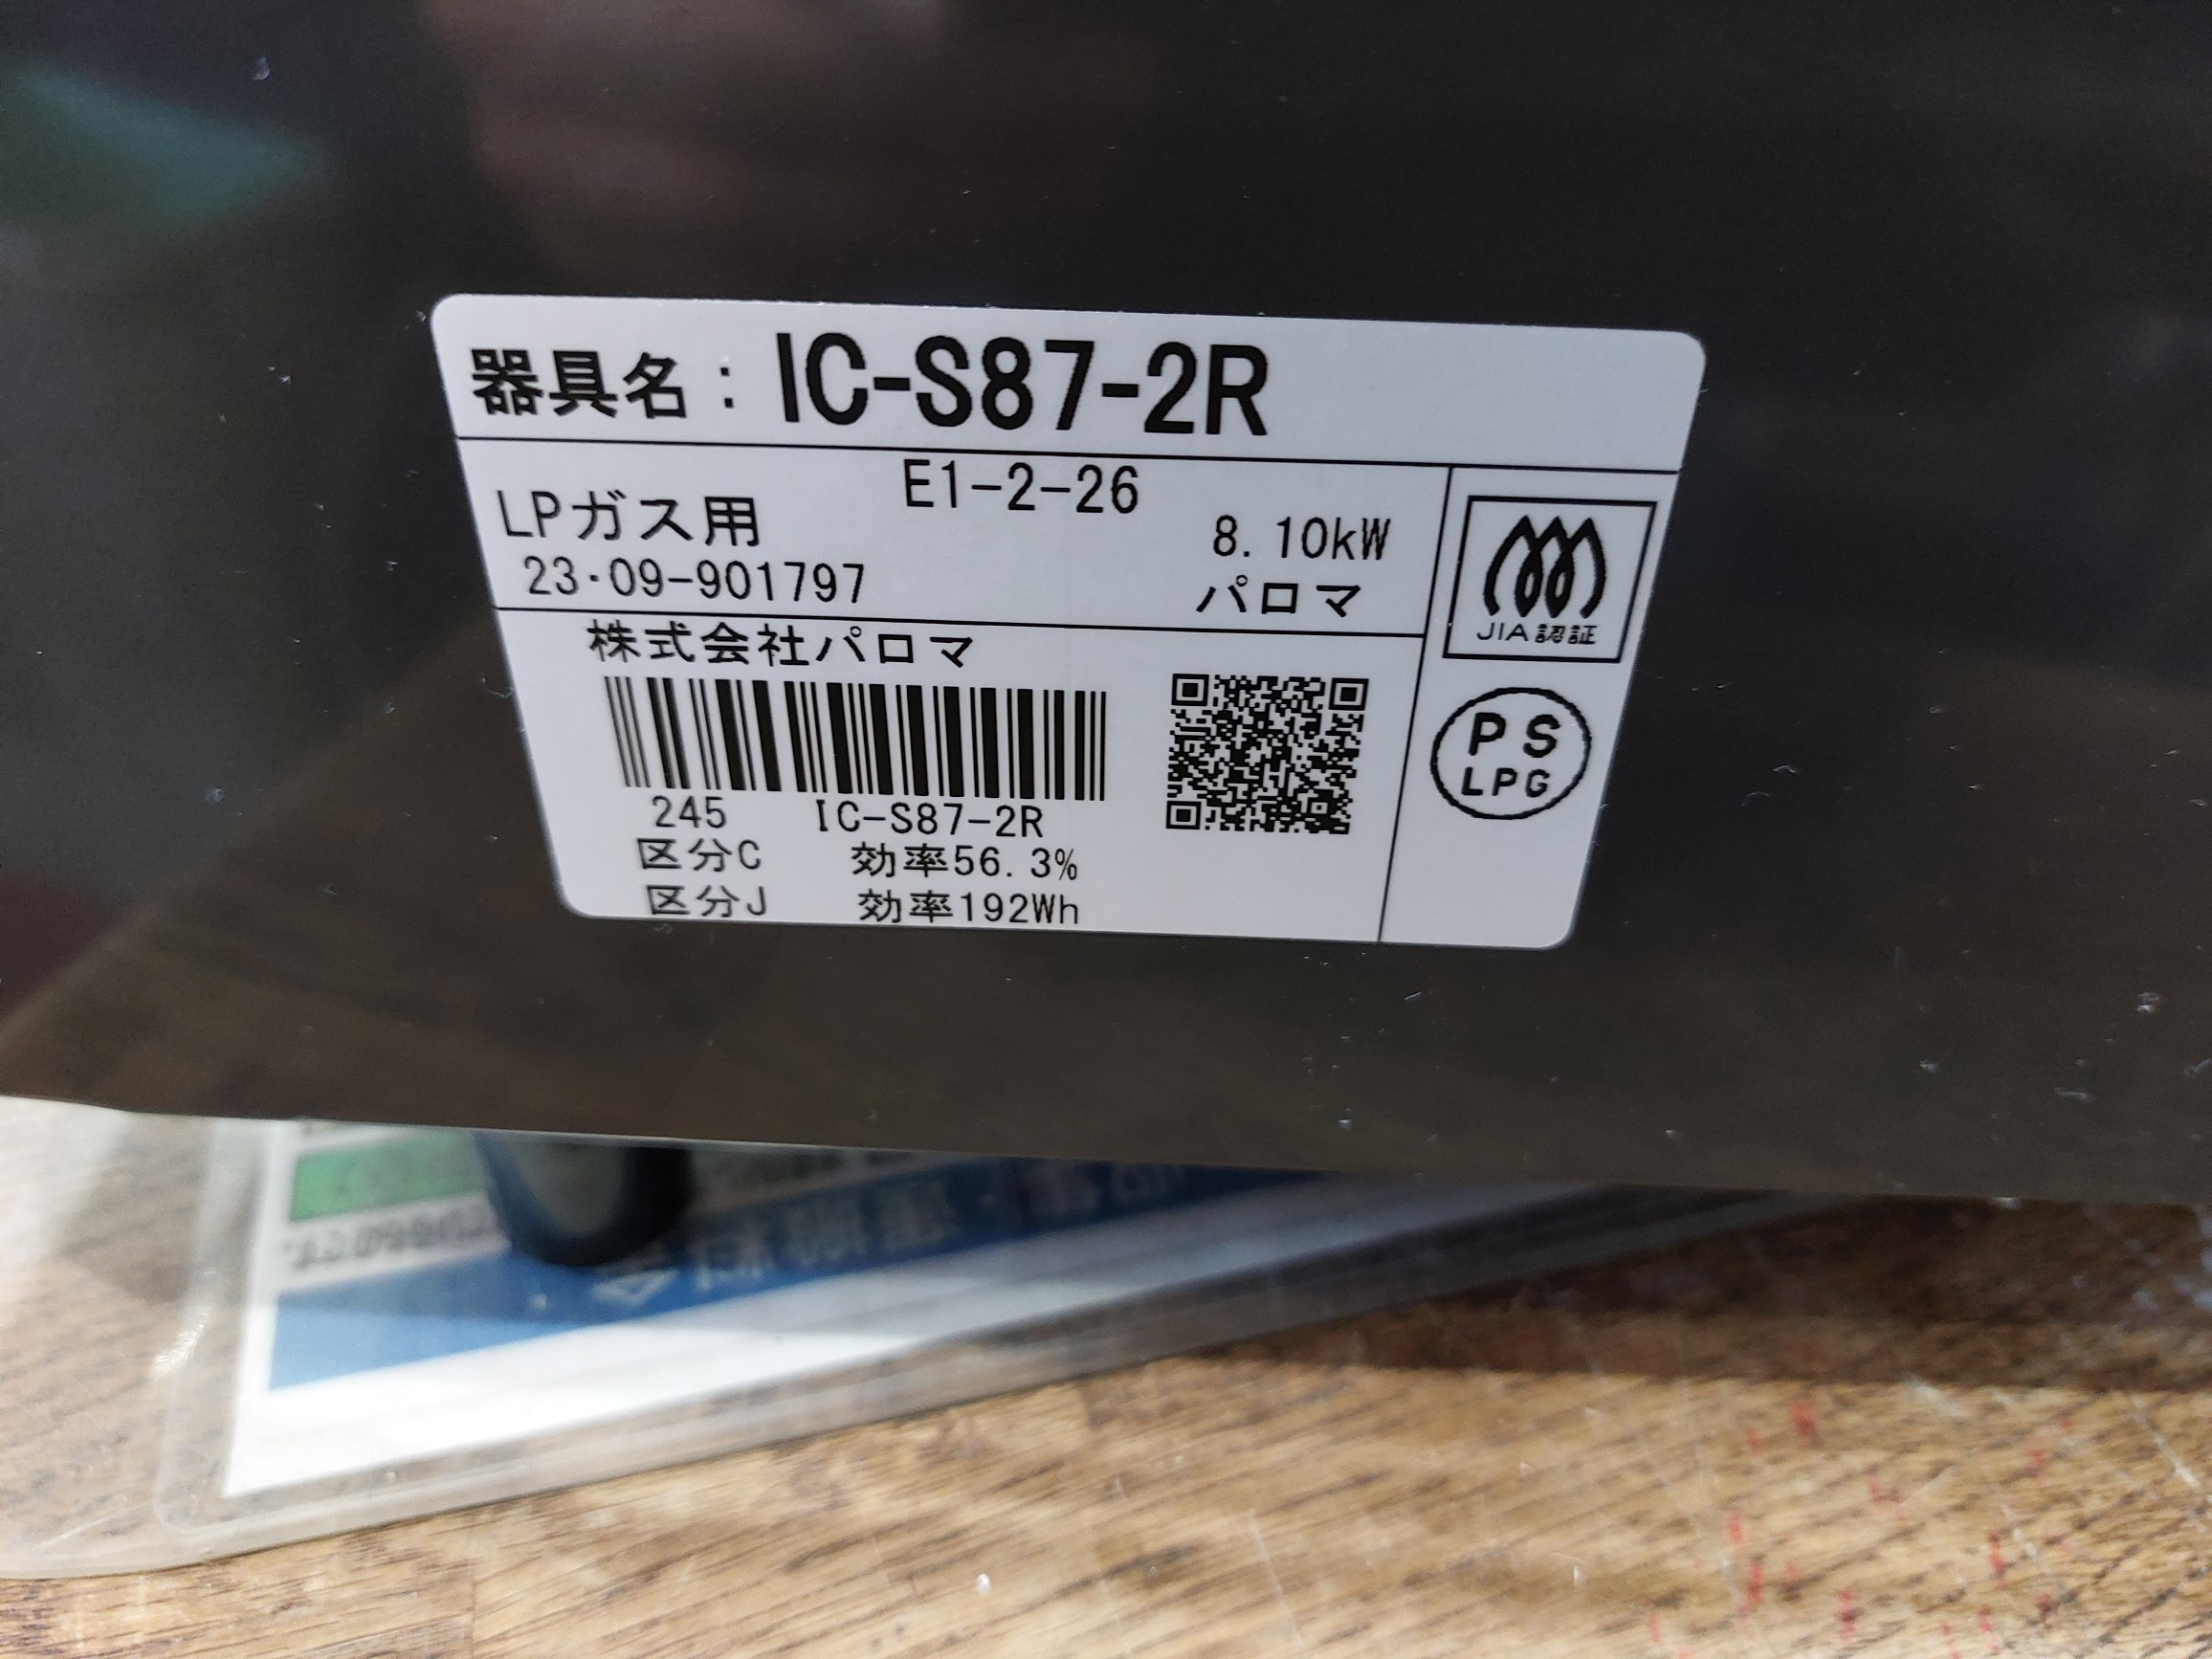 器具名：IC-S87-2R
E1-2-26
LPガス用
8.10kW
23・09-901797
パロマ
JIA認証
株式会社パロマ
PS
LPG
245 IC-S87-2R
区分C 効率56.3%
区分J 効率192Wh